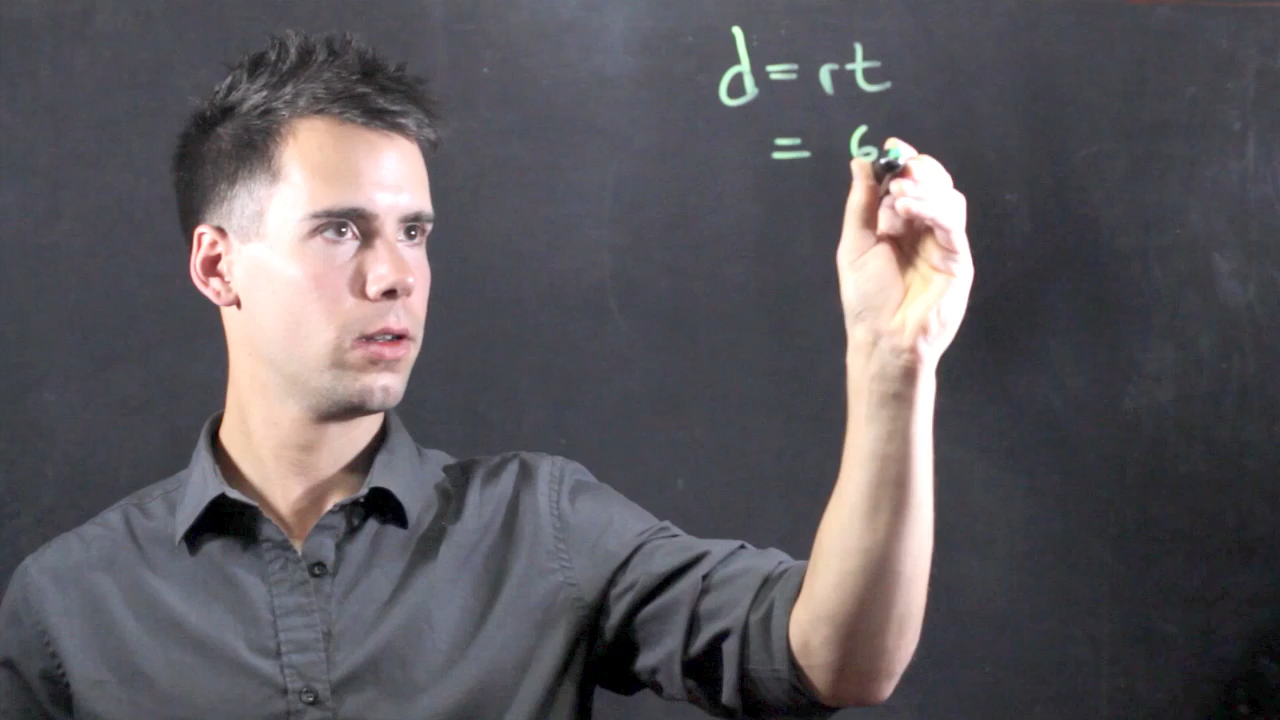 d = rt
= 6